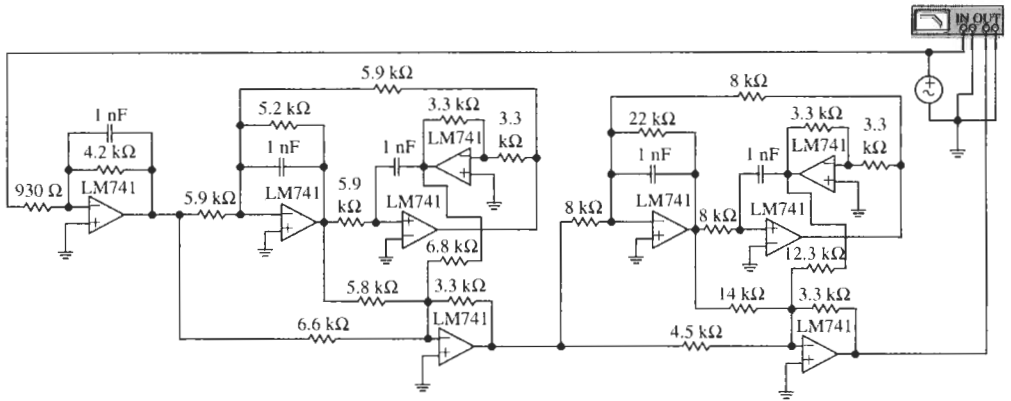 IN OUT
5.9 kΩ
8 kΩ
1 nF
4.2 kΩ
930 Ω
LM741
5.9 kΩ
5.2 kΩ
1 nF
LM741
5.9
kΩ
1 nF
3.3 kΩ
LM741
3.3
kΩ
LM741
6.8 kΩ
5.8 kΩ
3.3 kΩ
6.6 kΩ
LM741
8 kΩ
22 kΩ
1 nF
LM741
8 kΩ
1 nF
3.3 kΩ
LM741
3.3
kΩ
LM741
12.3 kΩ
14 kΩ
3.3 kΩ
4.5 kΩ
LM741